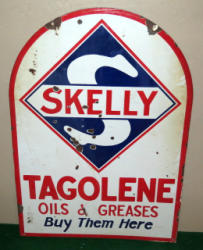 SKELLY
TAGOLENE
OILS & GREASES
Buy Them Here